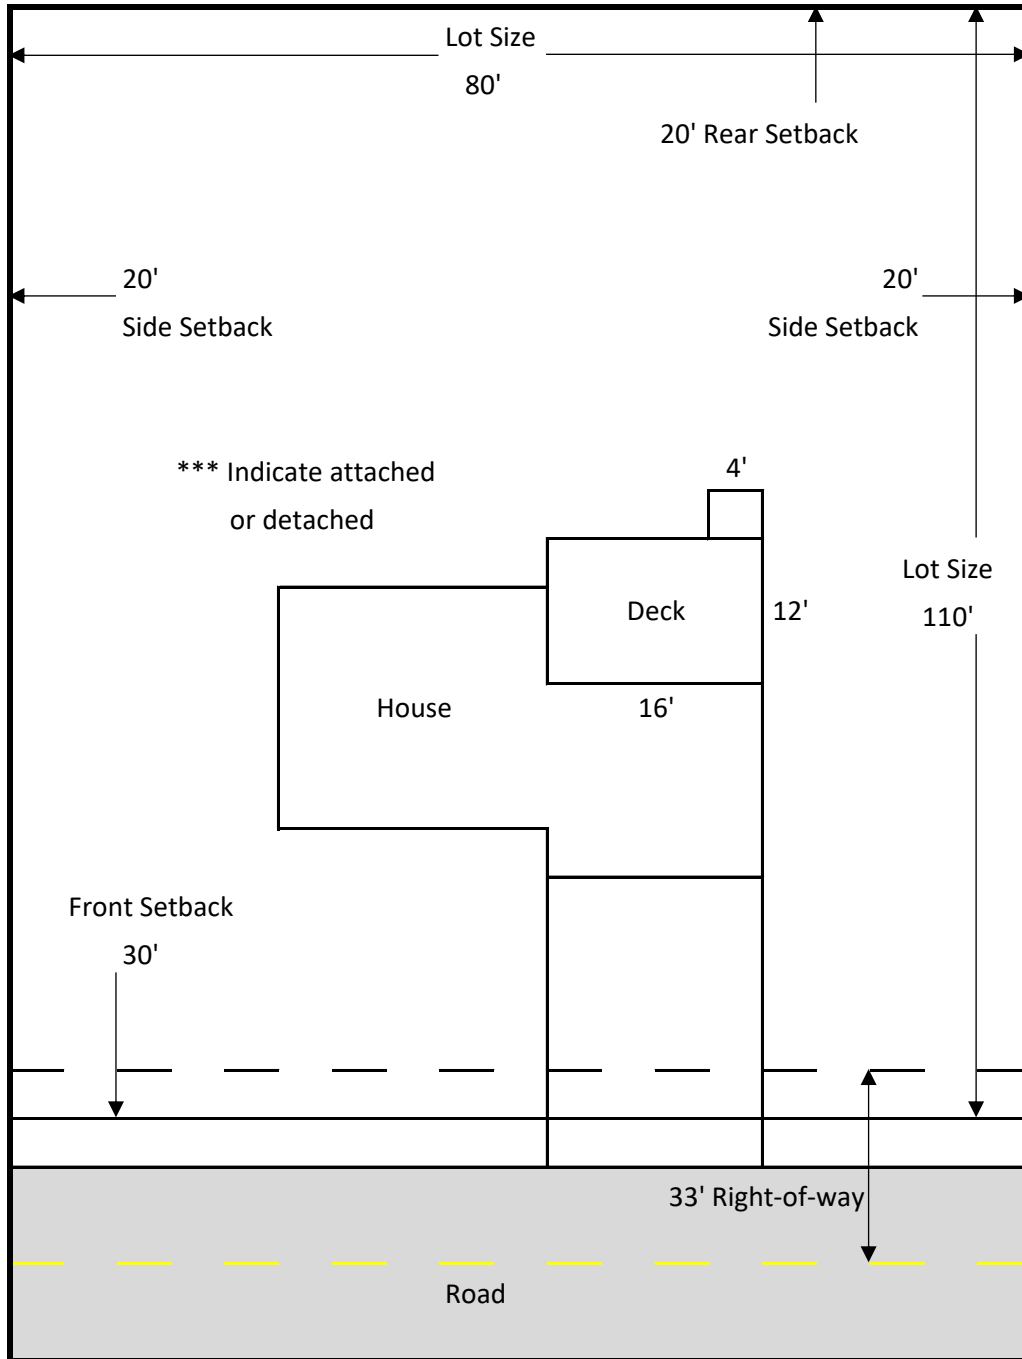 Lot Size
80'
20' Rear Setback
20'
Side Setback
20'
Side Setback
*** Indicate attached
or detached
4'
Lot Size
110'
Deck
12'
House
16'
Front Setback
30'
33' Right-of-way
Road